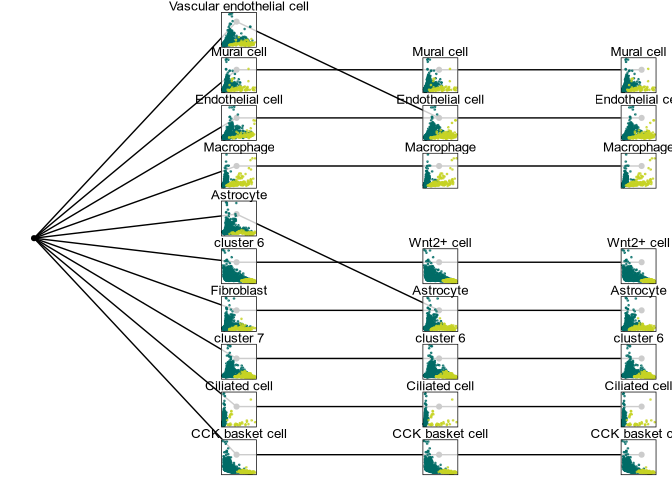 Vascular endothelial cell
Mural cell Mural cell Mural cell
Endothelial cell Endothelial cell Endothelial ce
Macrophage Macrophage Macrophage
Astrocyte
cluster 6 Wnt2+ cell Wnt2+ cell
Fibroblast Astrocyte Astrocyte
cluster 7 cluster 6 cluster 6
Ciliated cell Ciliated cell Ciliated cell
CCK basket cell CCK basket cell CCK basket c